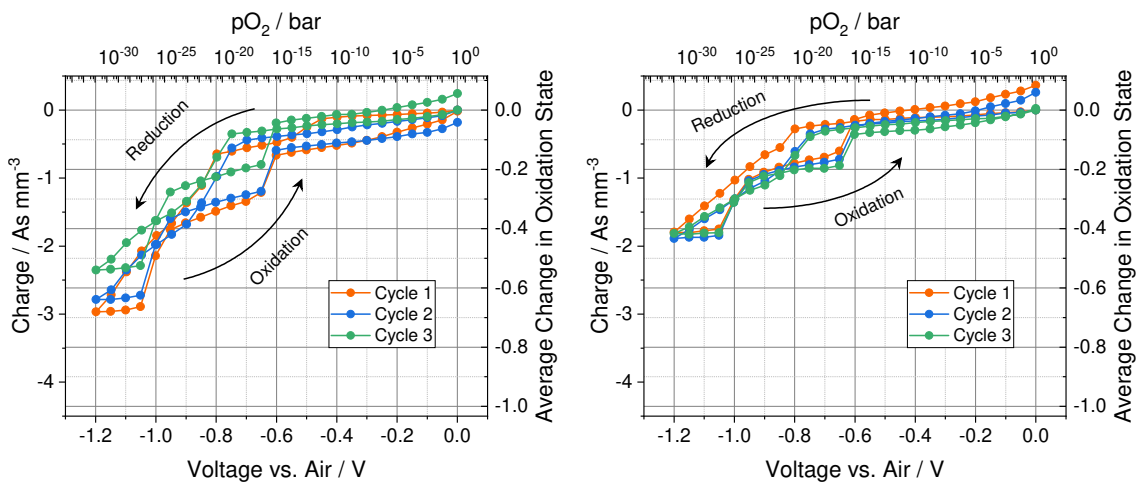 pO2 / bar
10-30 10-25 10-20 10-15 10-10 10-5 100
0
-1
-2
-3
-4
Charge / As mm-3
0.0
-0.2
-0.4
-0.6
-0.8
-1.0
Average Change in Oxidation State
Reduction
Oxidation
Cycle 1
Cycle 2
Cycle 3
-1.2 -1.0 -0.8 -0.6 -0.4 -0.2 0.0
Voltage vs. Air / V
pO2 / bar
10-30 10-25 10-20 10-15 10-10 10-5 100
0
-1
-2
-3
-4
Charge / As mm-3
0.0
-0.2
-0.4
-0.6
-0.8
-1.0
Average Change in Oxidation State
Reduction
Oxidation
Cycle 1
Cycle 2
Cycle 3
-1.2 -1.0 -0.8 -0.6 -0.4 -0.2 0.0
Voltage vs. Air / V